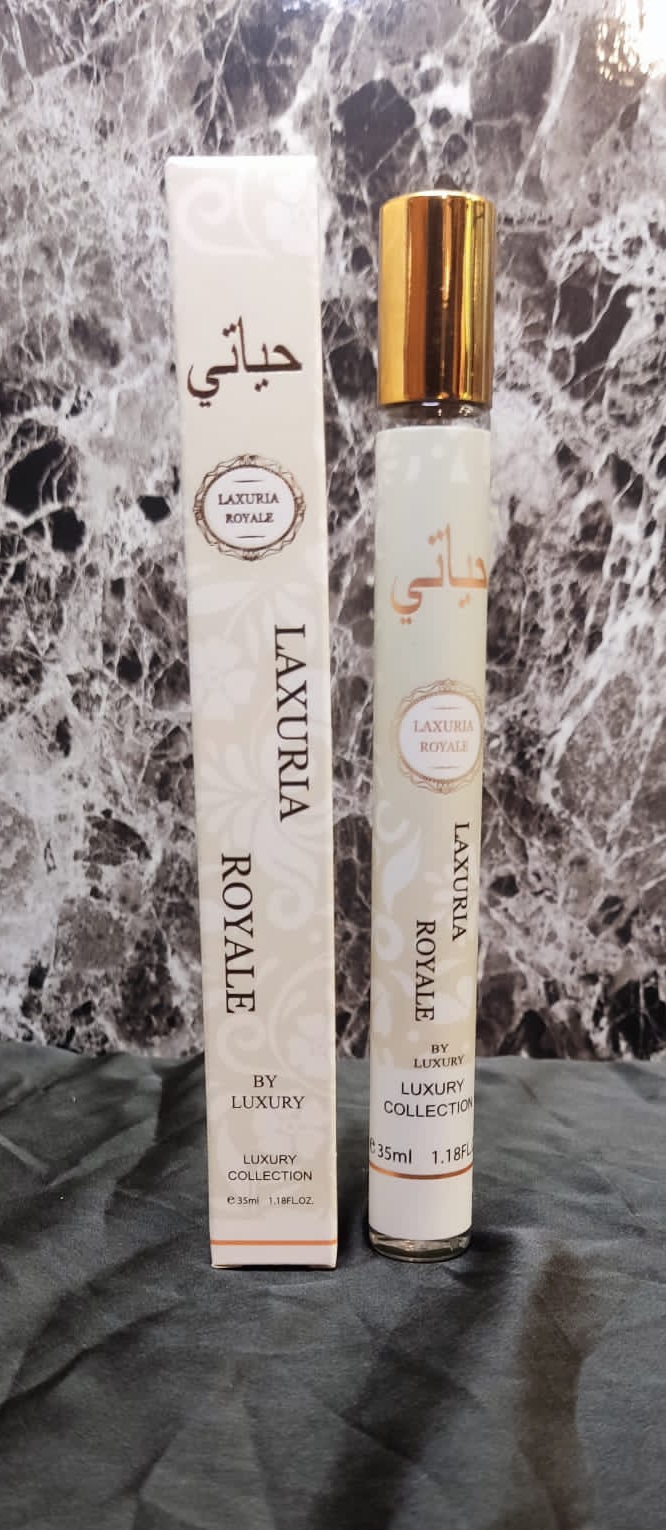 حياتي
LAXURIA
ROYALE
LAXURIA
ROYALE
BY
LUXURY
LUXURY
COLLECTION
℮35ml 1.18FL.OZ.
حياتي
LAXURIA
ROYALE
LAXURIA
ROYALE
BY
LUXURY
LUXURY
COLLECTION
℮35ml 1.18FL.